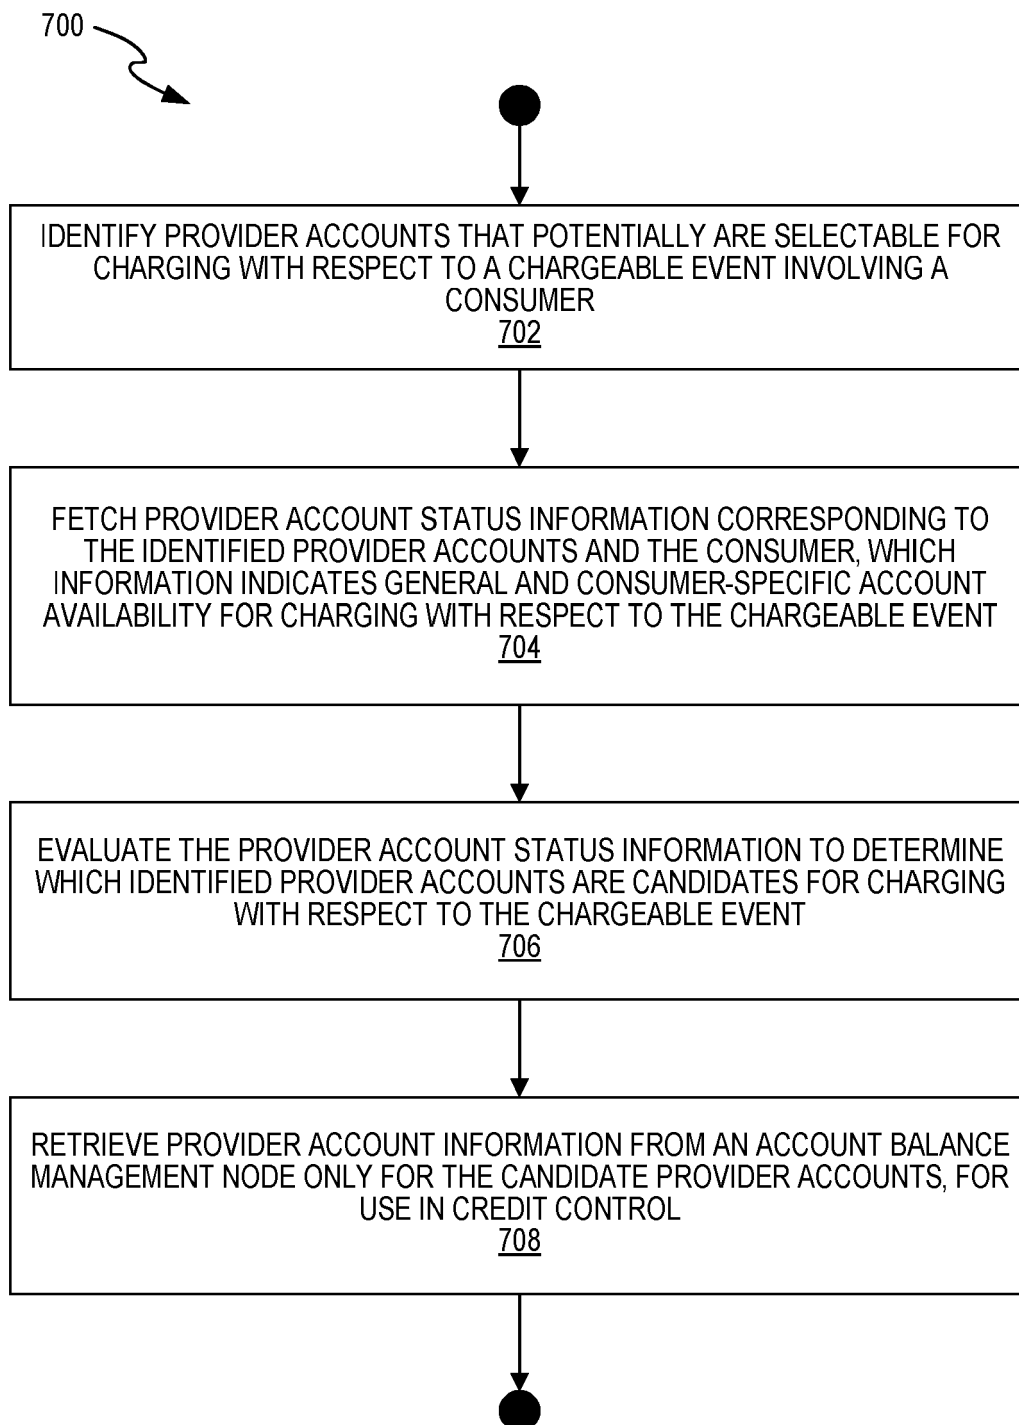 700
IDENTIFY PROVIDER ACCOUNTS THAT POTENTIALLY ARE SELECTABLE FOR
CHARGING WITH RESPECT TO A CHARGEABLE EVENT INVOLVING A
CONSUMER
702
FETCH PROVIDER ACCOUNT STATUS INFORMATION CORRESPONDING TO
THE IDENTIFIED PROVIDER ACCOUNTS AND THE CONSUMER, WHICH
INFORMATION INDICATES GENERAL AND CONSUMER-SPECIFIC ACCOUNT
AVAILABILITY FOR CHARGING WITH RESPECT TO THE CHARGEABLE EVENT
704
EVALUATE THE PROVIDER ACCOUNT STATUS INFORMATION TO DETERMINE
WHICH IDENTIFIED PROVIDER ACCOUNTS ARE CANDIDATES FOR CHARGING
WITH RESPECT TO THE CHARGEABLE EVENT
706
RETRIEVE PROVIDER ACCOUNT INFORMATION FROM AN ACCOUNT BALANCE
MANAGEMENT NODE ONLY FOR THE CANDIDATE PROVIDER ACCOUNTS, FOR
USE IN CREDIT CONTROL
708